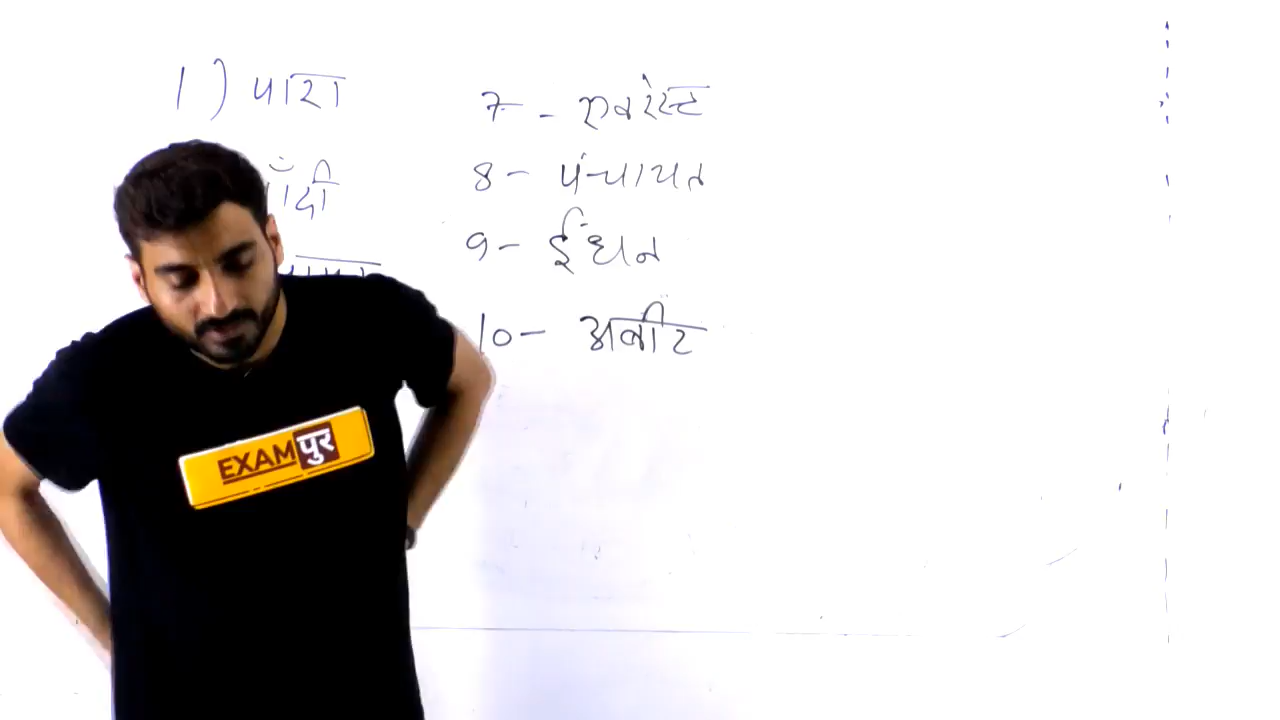 1) पारा
7 - एवरेस्ट
8 - पंचायत
9 - ईंधन
10 - अबीर
EXAMपुर